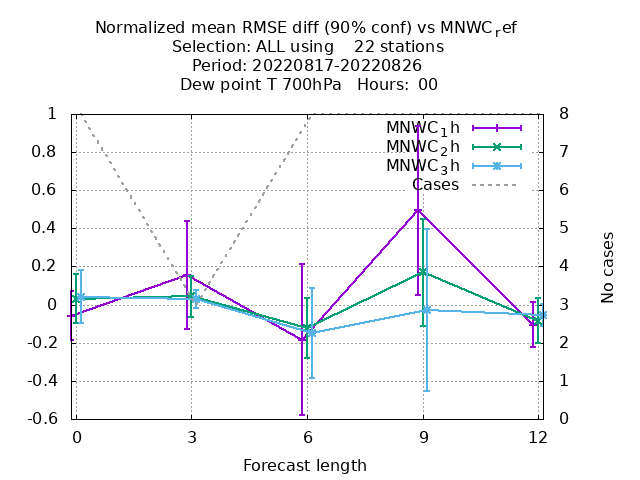 Normalized mean RMSE diff (90% conf) vs MNWC_ref
Selection: ALL using    22 stations
Period: 20220817-20220826
Dew point T 700hPa   Hours:  00
MNWC_1h
MNWC_2h
MNWC_3h
Cases
1
0.8
0.6
0.4
0.2
0
-0.2
-0.4
-0.6
8
7
6
5
4
3
2
1
0
No cases
0 3 6 9 12
Forecast length